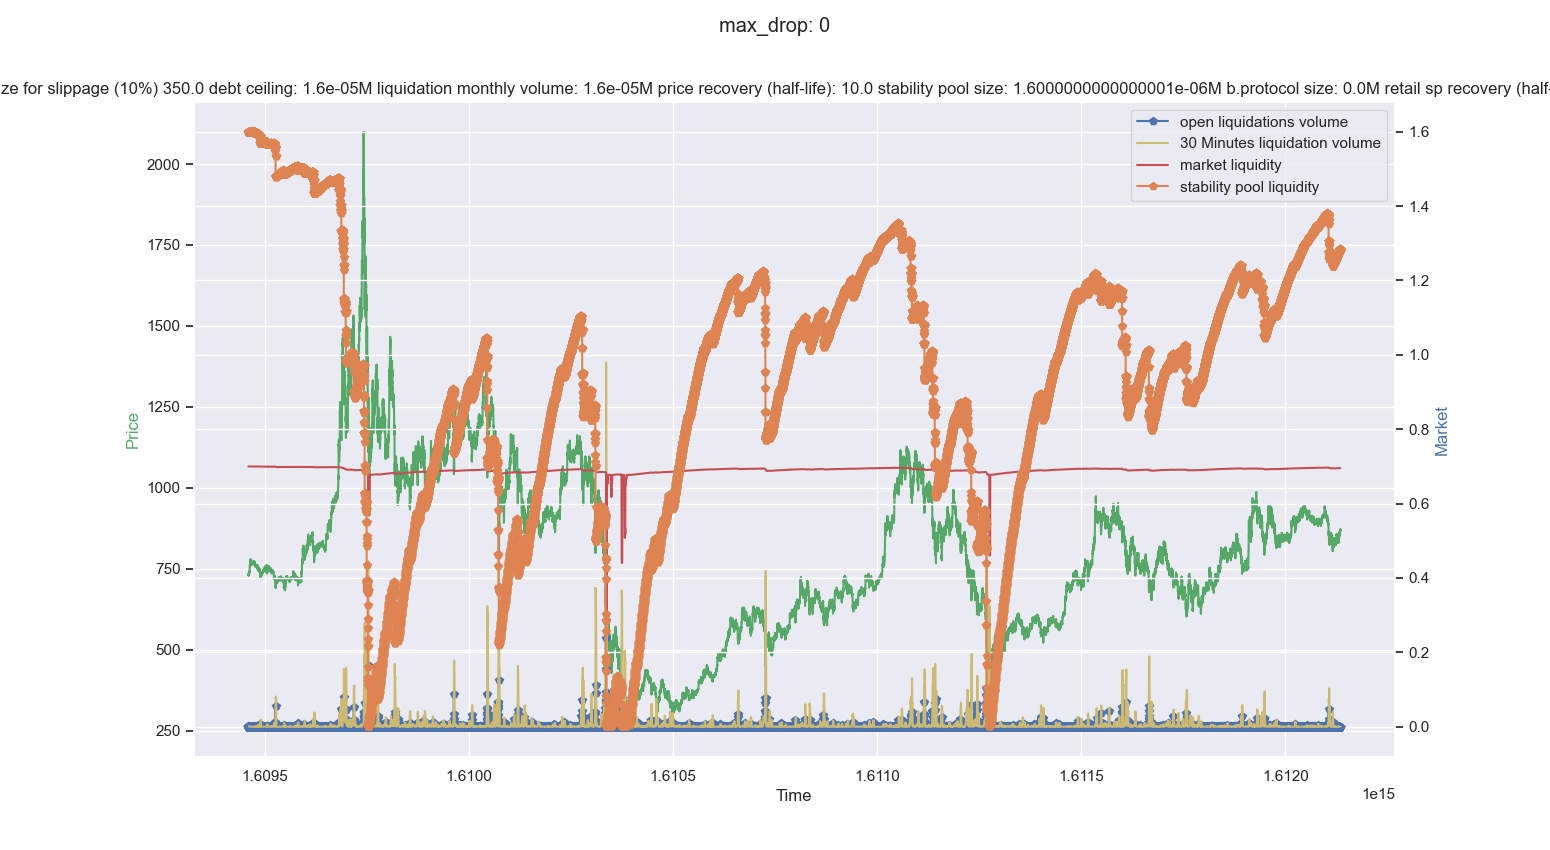 max_drop: 0
ze for slippage (10%) 350.0 debt ceiling: 1.6e-05M liquidation monthly volume: 1.6e-05M price recovery (half-life): 10.0 stability pool size: 1.6000000000000001e-06M b.protocol size: 0.0M retail sp recovery (half-
open liquidations volume
30 Minutes liquidation volume
market liquidity
stability pool liquidity
2000
1750
1500
1250
1000
750
500
250
Price
1.6
1.4
1.2
1.0
0.8
0.6
0.4
0.2
0.0
Market
1.6095
1.6100
1.6105
1.6110
1.6115
1.6120
1e15
Time